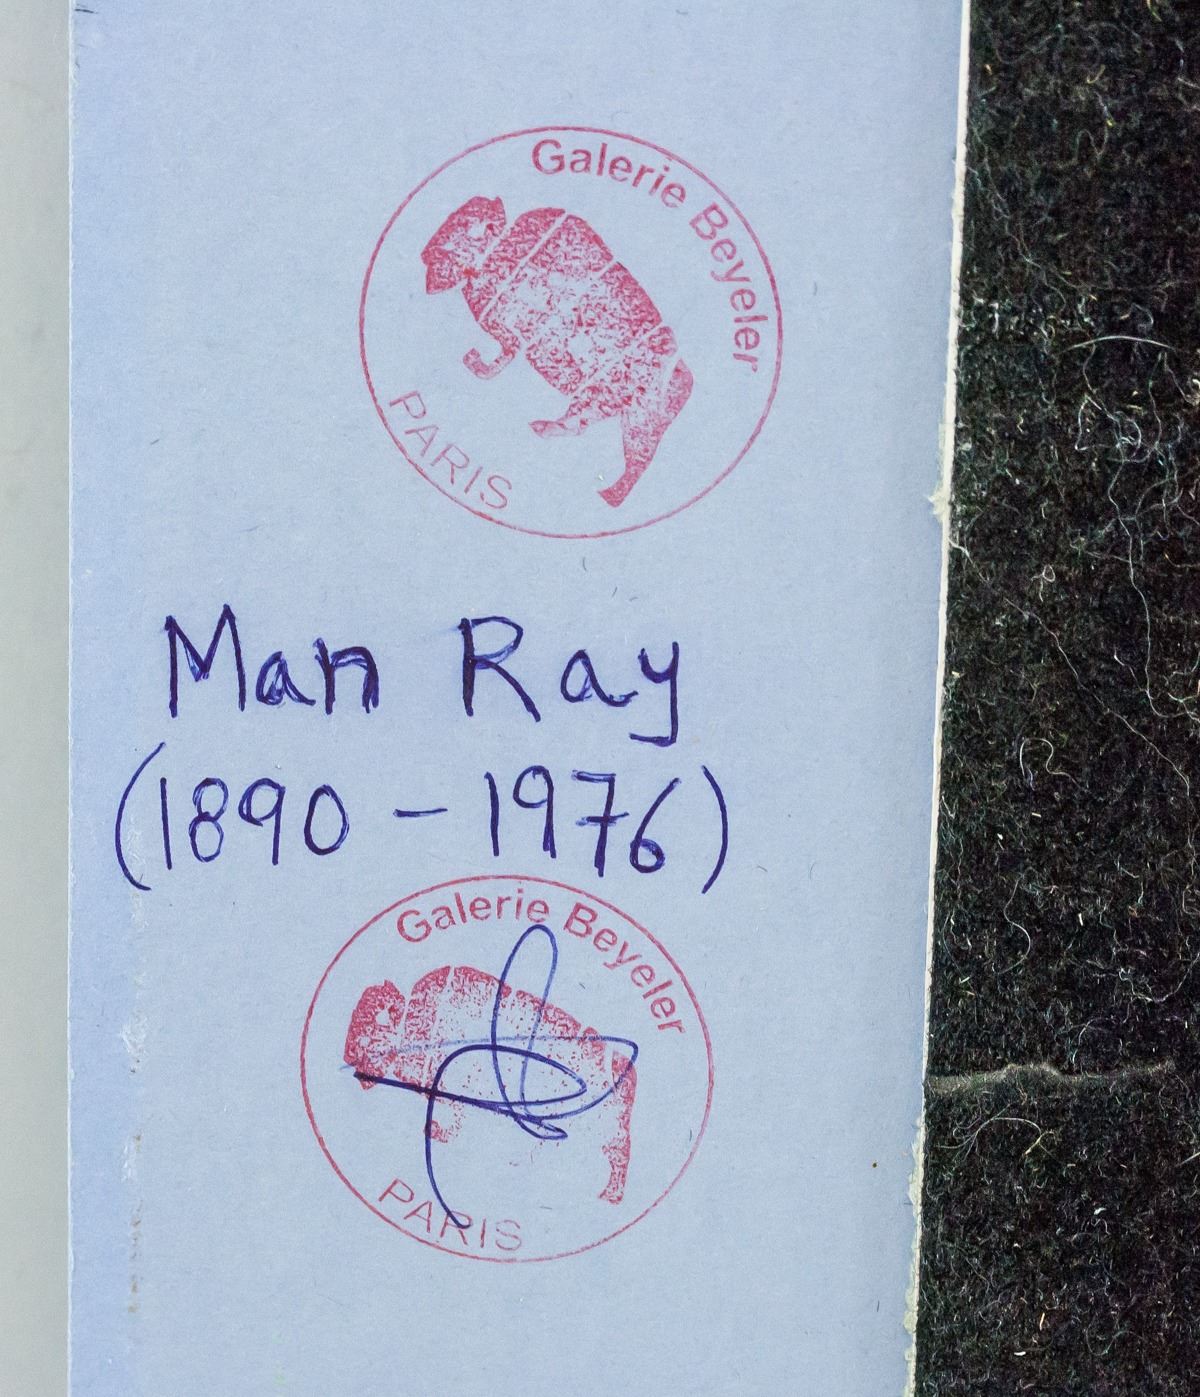 Galerie Beyeler
PARIS
Man Ray
(1890 - 1976)
Galerie Beyeler
PARIS